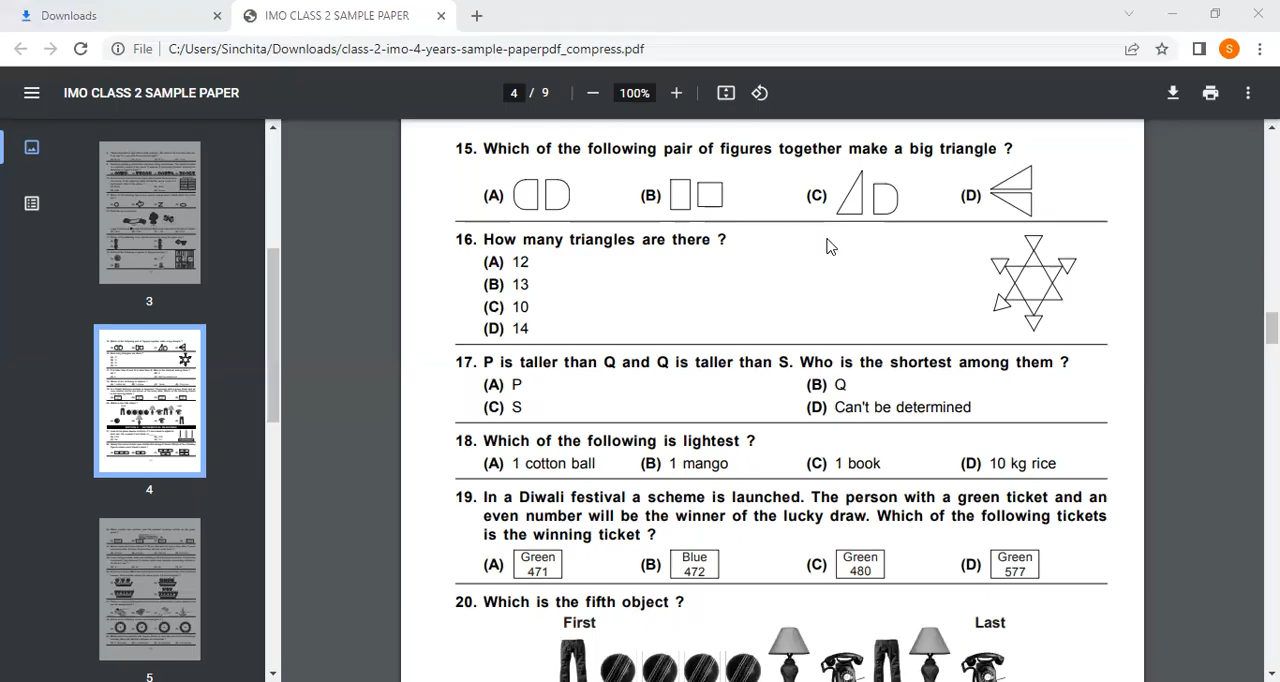 Downloads
IMO CLASS 2 SAMPLE PAPER
File
C:/Users/Sinchita/Downloads/class-2-imo-4-years-sample-paperpdf_compress.pdf
S
IMO CLASS 2 SAMPLE PAPER
4 / 9
100%
3
4
5
15. Which of the following pair of figures together make a big triangle ?
(A) (B) (C) (D)
16. How many triangles are there ?
(A) 12
(B) 13
(C) 10
(D) 14
17. P is taller than Q and Q is taller than S. Who is the shortest among them ?
(A) P (B) Q
(C) S (D) Can't be determined
18. Which of the following is lightest ?
(A) 1 cotton ball (B) 1 mango (C) 1 book (D) 10 kg rice
19. In a Diwali festival a scheme is launched. The person with a green ticket and an
even number will be the winner of the lucky draw. Which of the following tickets
is the winning ticket ?
(A) Green 471 (B) Blue 472 (C) Green 480 (D) Green 577
20. Which is the fifth object ?
First Last